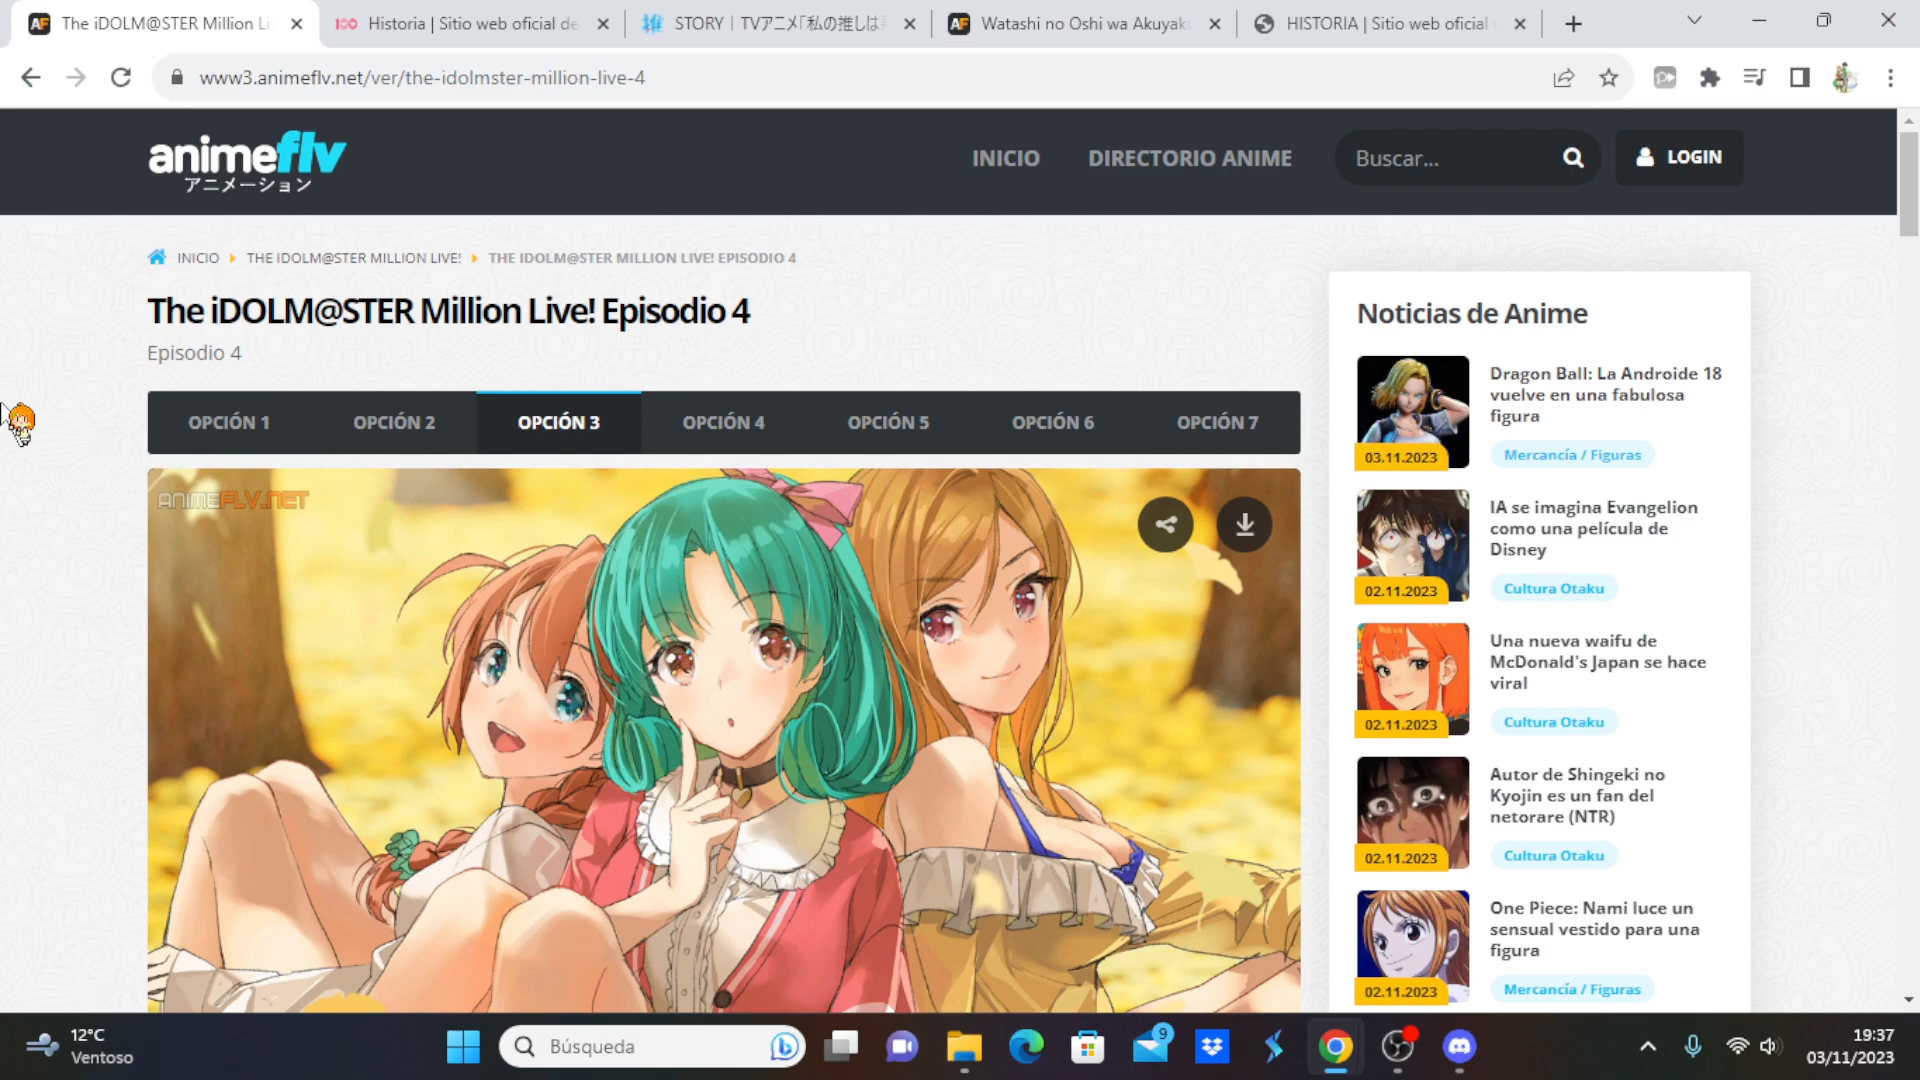 The iDOLM@STER Million Li
Historia | Sitio web oficial de
STORY | TVアニメ「私の推しは
Watashi no Oshi wa Akuyak
HISTORIA | Sitio web oficial
www3.animeflv.net/ver/the-idolmster-million-live-4
animeflv
アニメーション
INICIO
DIRECTORIO ANIME
Buscar...
LOGIN
INICIO
THE IDOLM@STER MILLION LIVE!
THE IDOLM@STER MILLION LIVE! EPISODIO 4
The iDOLM@STER Million Live! Episodio 4
Episodio 4
OPCIÓN 1
OPCIÓN 2
OPCIÓN 3
OPCIÓN 4
OPCIÓN 5
OPCIÓN 6
OPCIÓN 7
ANIMEFLV.NET
Noticias de Anime
Dragon Ball: La Androide 18
vuelve en una fabulosa
figura
03.11.2023
Mercancía / Figuras
IA se imagina Evangelion
como una película de
Disney
02.11.2023
Cultura Otaku
Una nueva waifu de
McDonald's Japan se hace
viral
02.11.2023
Cultura Otaku
Autor de Shingeki no
Kyojin es un fan del
netorare (NTR)
02.11.2023
Cultura Otaku
One Piece: Nami luce un
sensual vestido para una
figura
02.11.2023
Mercancía / Figuras
12°C
Ventoso
Búsqueda
9
19:37
03/11/2023